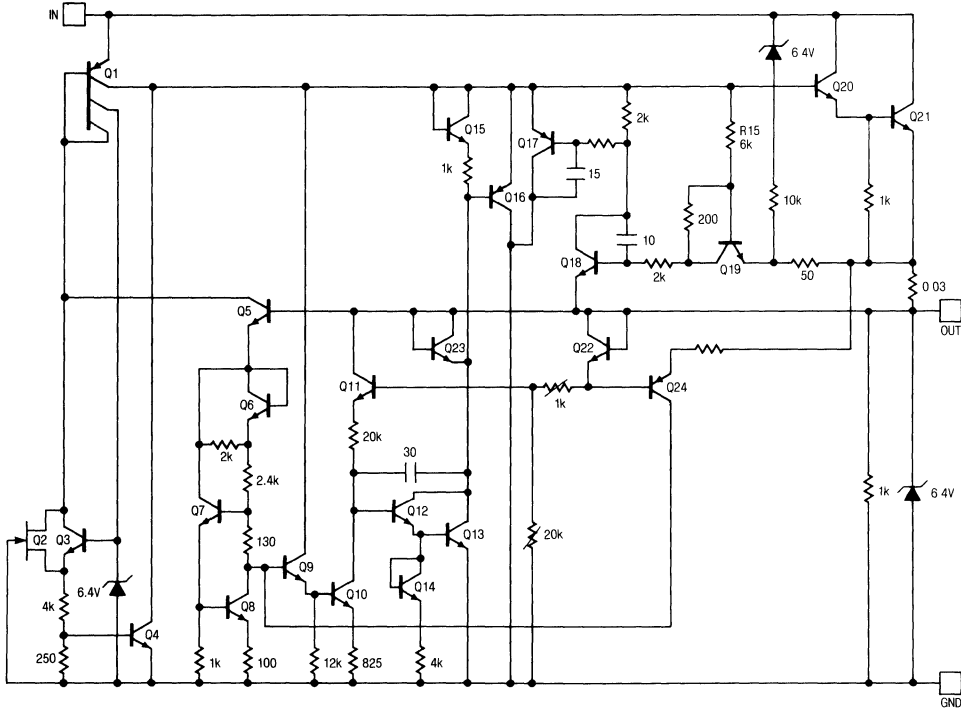 IN
Q1
6 4V
Q20
Q21
Q15
Q17
2k
R15
6k
1k
15
Q16
200
10k
1k
10
Q18
2k
Q19
50
0 03
OUT
Q5
Q23
Q22
Q24
Q11
1k
Q6
20k
2k
30
2.4k
Q7
Q12
Q13
1k
6 4V
Q2
Q3
130
20k
Q9
Q14
6.4V
Q10
4k
Q8
Q4
250
1k
100
12k
825
4k
GND